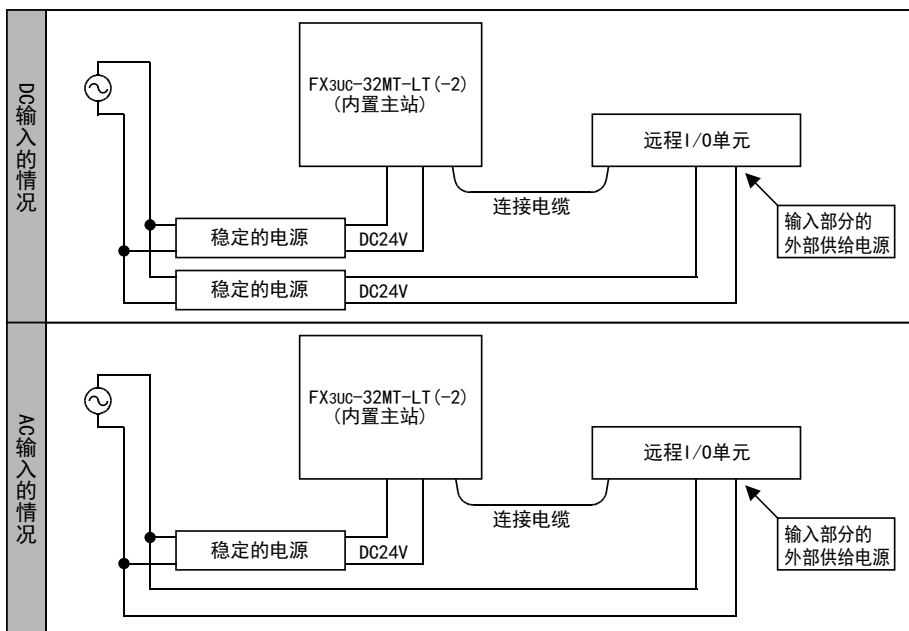 DC输入的情况
FX3UC-32MT-LT(-2)
(内置主站)
远程I/O单元
连接电缆
输入部分的
外部供给电源
稳定的电源
DC24V
稳定的电源
DC24V
AC输入的情况
FX3UC-32MT-LT(-2)
(内置主站)
远程I/O单元
连接电缆
输入部分的
外部供给电源
稳定的电源
DC24V